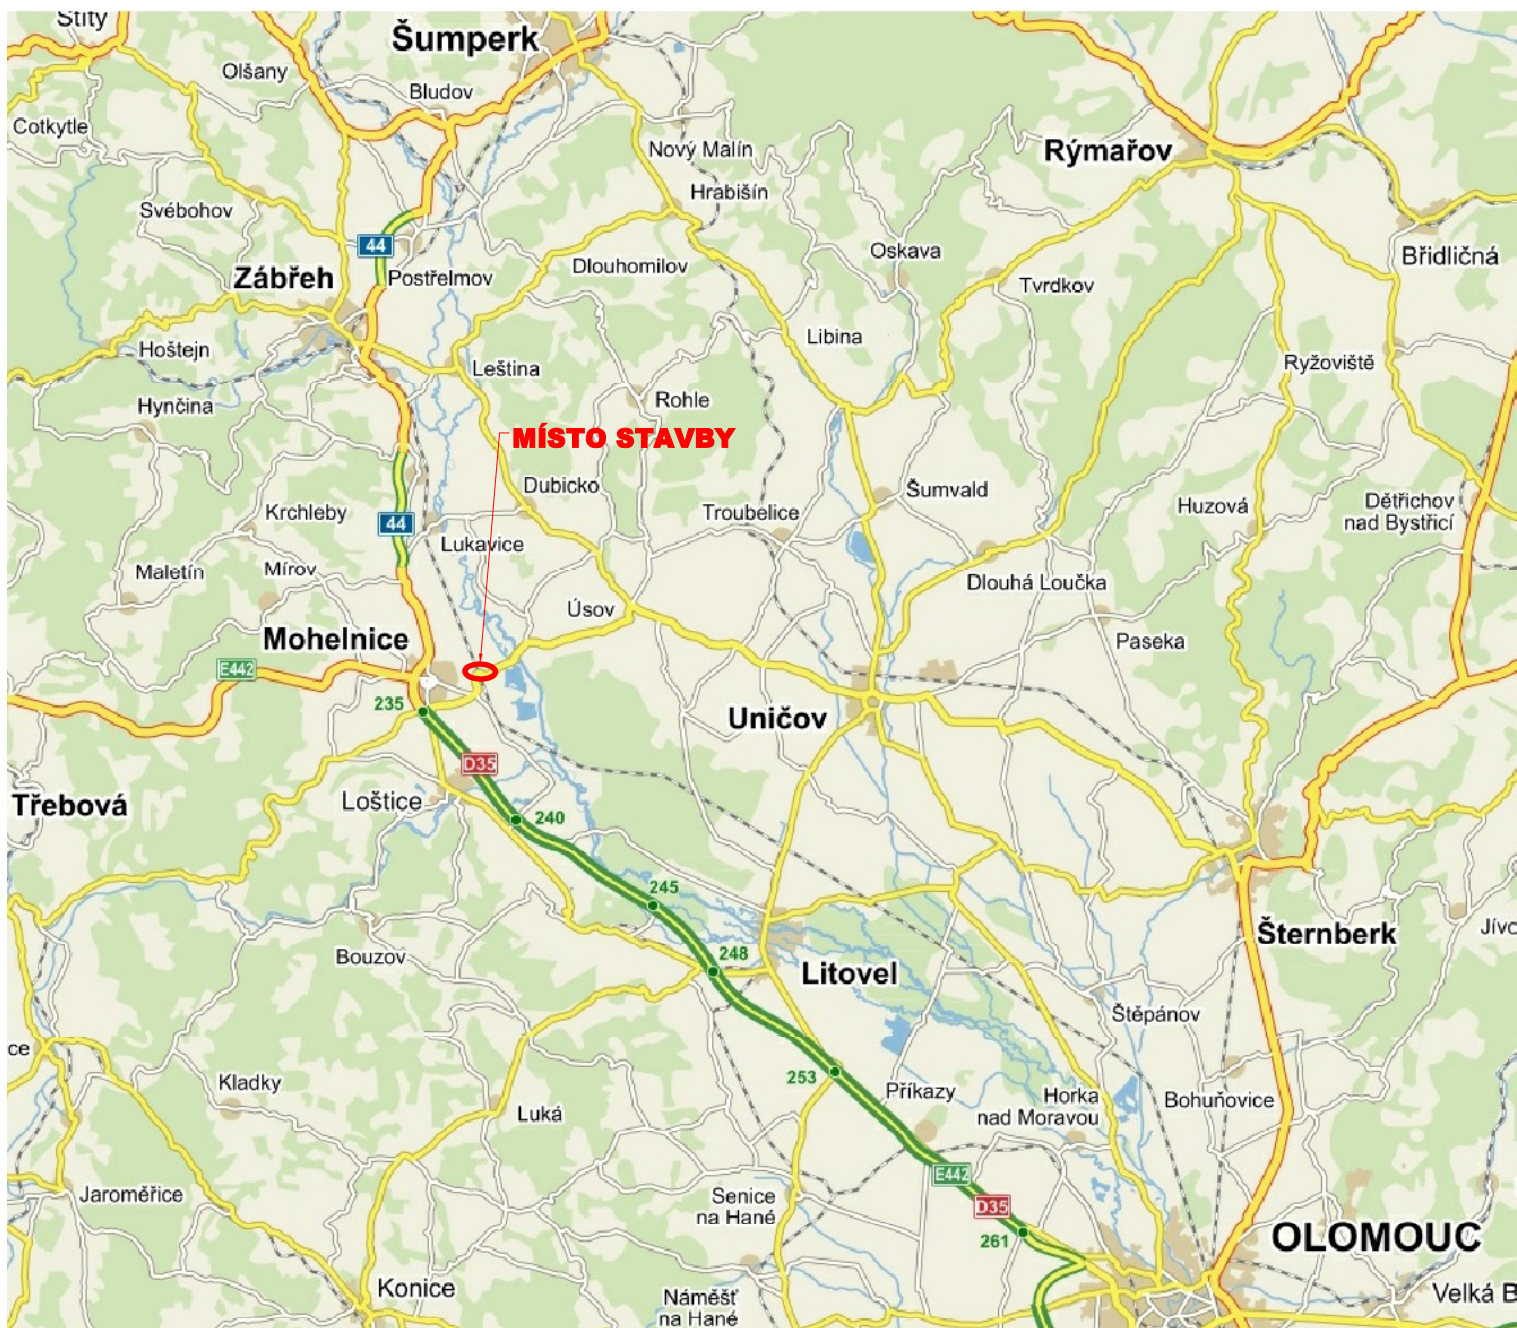 Štíty
Šumperk
Olšany
Bludov
Cotkytle
Nový Malín
Rýmařov
Hrabišín
Svébohov
44
Oskava
Břidličná
Zábřeh
Postřelmov
Dlouhomilov
Tvrdkov
Hoštejn
Libina
Leština
Ryžoviště
Hynčina
Rohle
MÍSTO STAVBY
Dubicko
Šumvald
Krchleby
44
Troubelice
Huzová
Dětřichov
nad Bystřicí
Lukavice
Maletín
Mírov
Dlouhá Loučka
Úsov
Mohelnice
Paseka
E442
235
Uničov
D35
Třebová
Loštice
240
245
Šternberk
Jívo
Bouzov
248
Litovel
Štěpánov
ce
253
Kladky
Příkazy
Horka
nad Moravou
Bohuňovice
Luká
E442
Jaroměřice
Senice
na Hané
D35
261
OLOMOUC
Konice
Náměšť
na Hané
Velká B